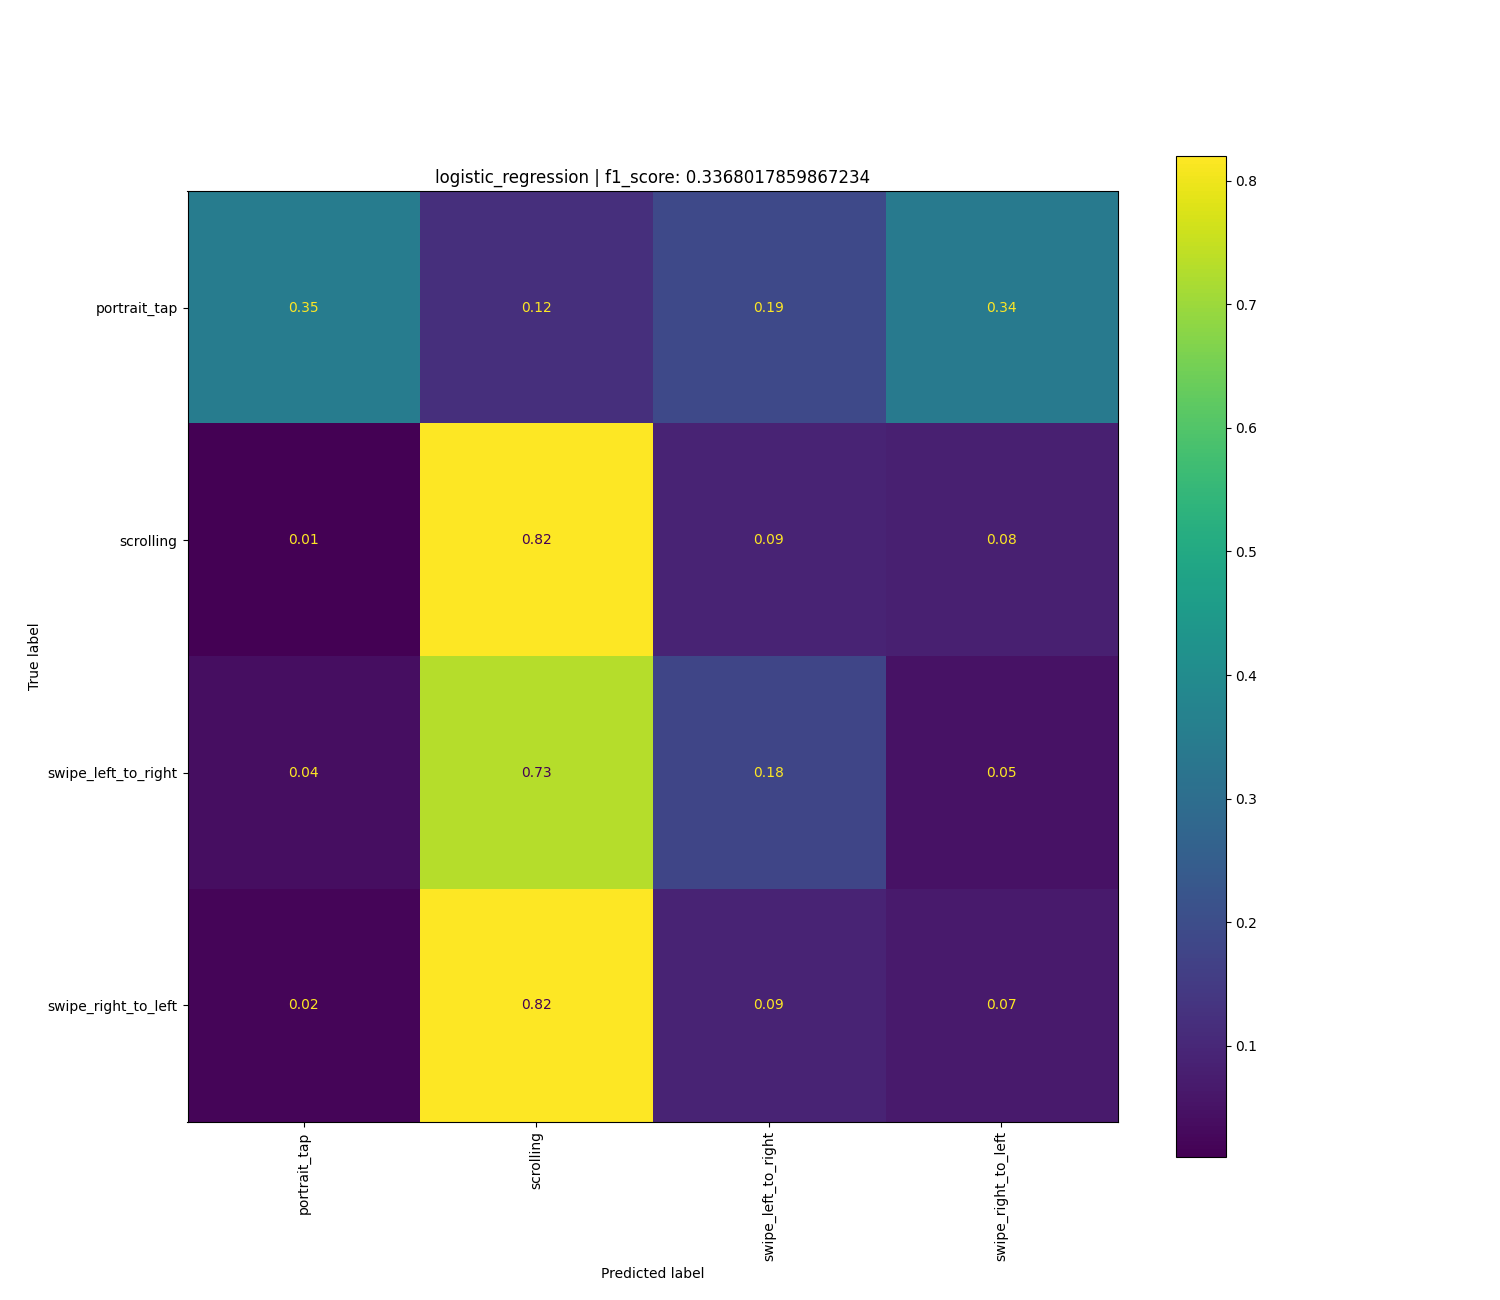 logistic_regression | f1_score: 0.3368017859867234
True label
portrait_tap
0.35 0.12 0.19 0.34
scrolling
0.01 0.82 0.09 0.08
swipe_left_to_right
0.04 0.73 0.18 0.05
swipe_right_to_left
0.02 0.82 0.09 0.07
portrait_tap
scrolling
swipe_left_to_right
swipe_right_to_left
Predicted label
0.8
0.7
0.6
0.5
0.4
0.3
0.2
0.1